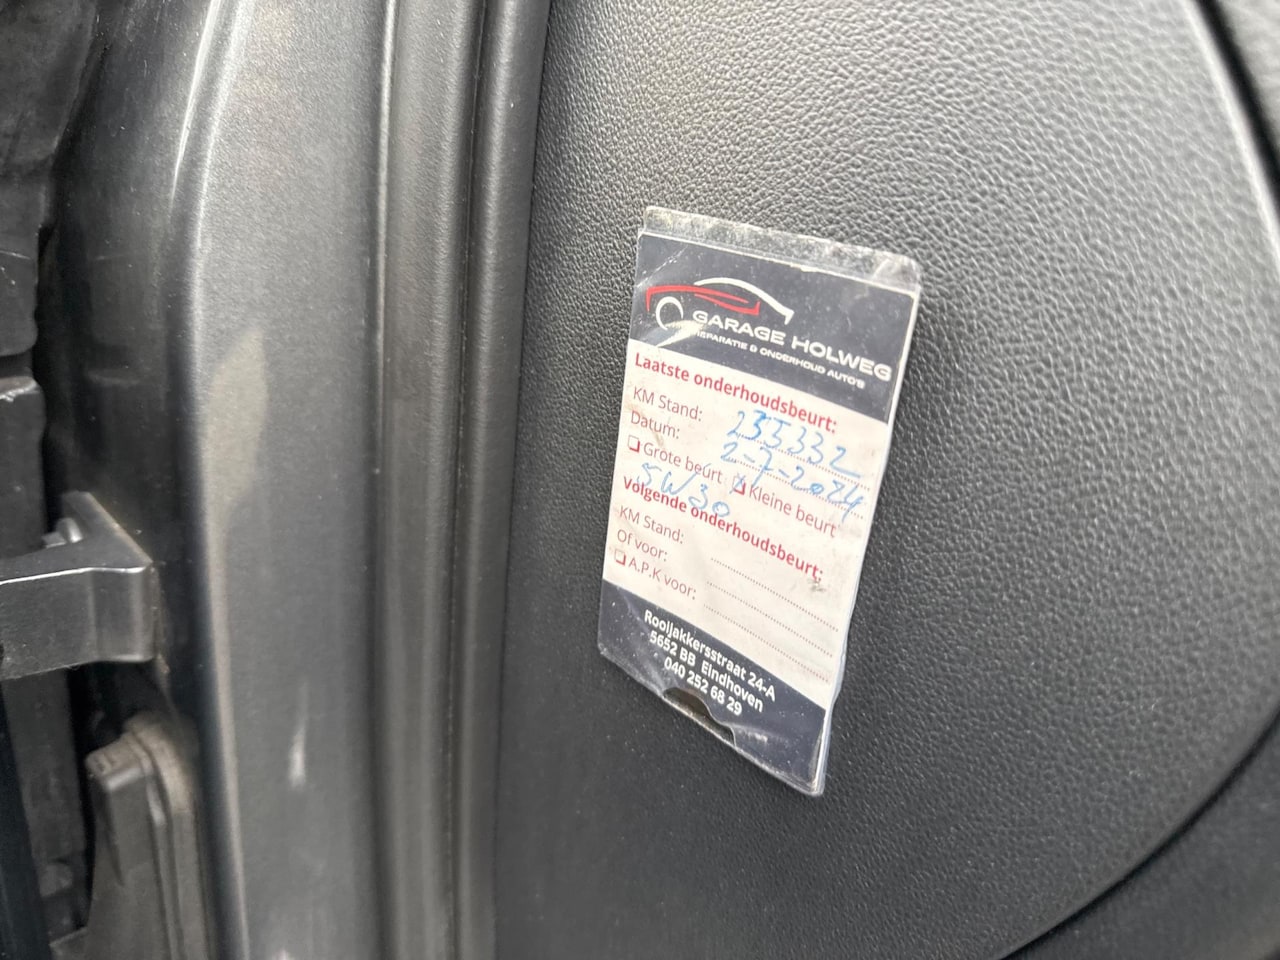 GARAGE HOLWEG
REPARATIE & ONDERHOUD AUTO'S
Laatste onderhoudsbeurt:
KM Stand: 255332
Datum: 2-7-2024
Grote beurt Kleine beurt
5W30
Volgende onderhoudsbeurt:
KM Stand:
Of voor:
A.P.K voor:
Rooijakkersstraat 24-A
5652 BB Eindhoven
040 252 68 29